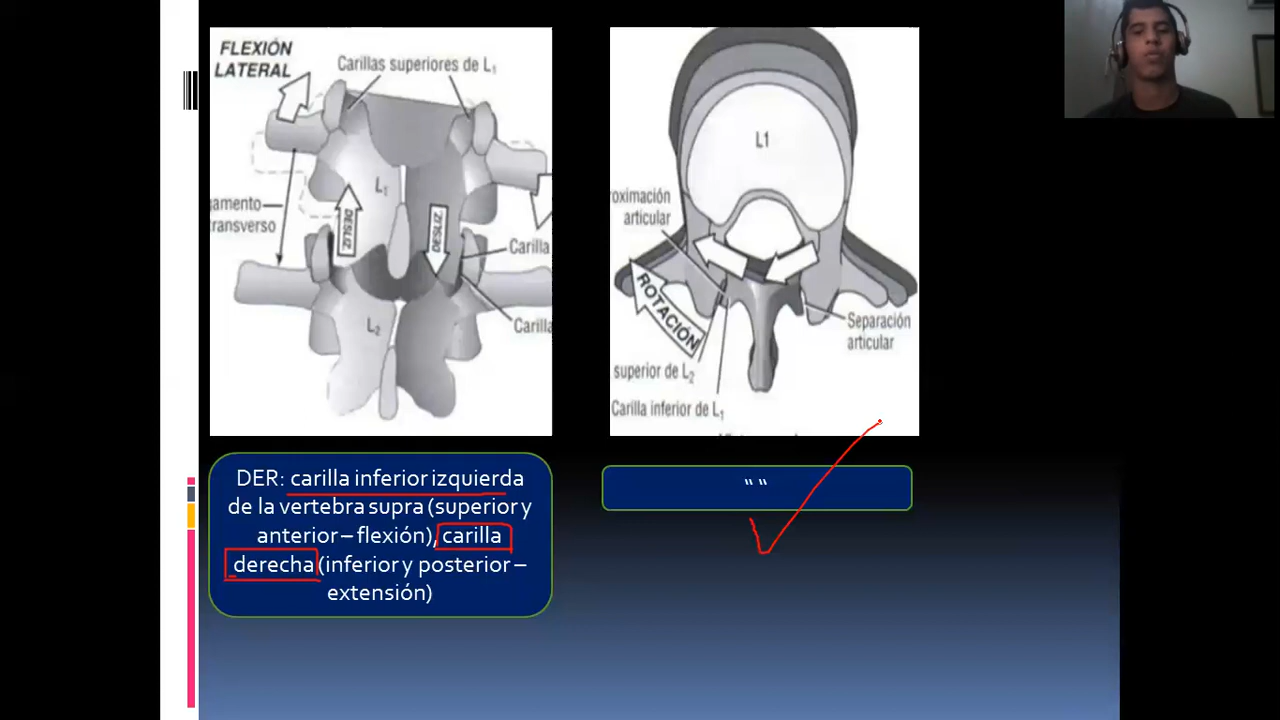 FLEXIÓN
LATERAL
Carillas superiores de L₁
L₁
gamento
transverso
DESLIZ.
DESLIZ.
Carilla
L₂
Carilla
L1
roximación
articular
ROTACIÓN
Separación
articular
superior de L₂
Carilla inferior de L₁
DER: carilla inferior izquierda
de la vertebra supra (superior y
anterior – flexión), carilla
derecha (inferior y posterior –
extensión)
“ “